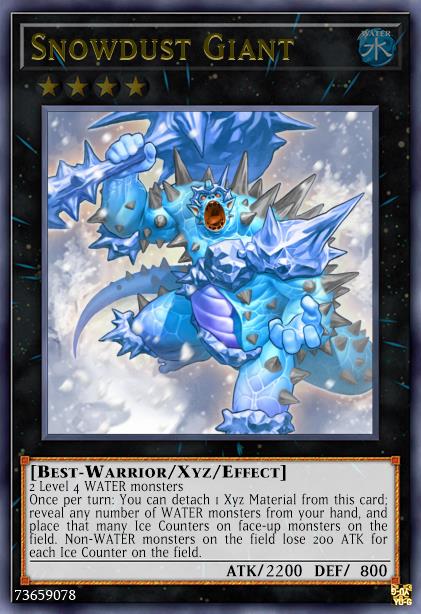 Snowdust Giant
WATER
水
[Best-Warrior/Xyz/Effect]
2 Level 4 WATER monsters
Once per turn: You can detach 1 Xyz Material from this card;
reveal any number of WATER monsters from your hand, and
place that many Ice Counters on face-up monsters on the
field. Non-WATER monsters on the field lose 200 ATK for
each Ice Counter on the field.
ATK/2200 DEF/ 800
73659078